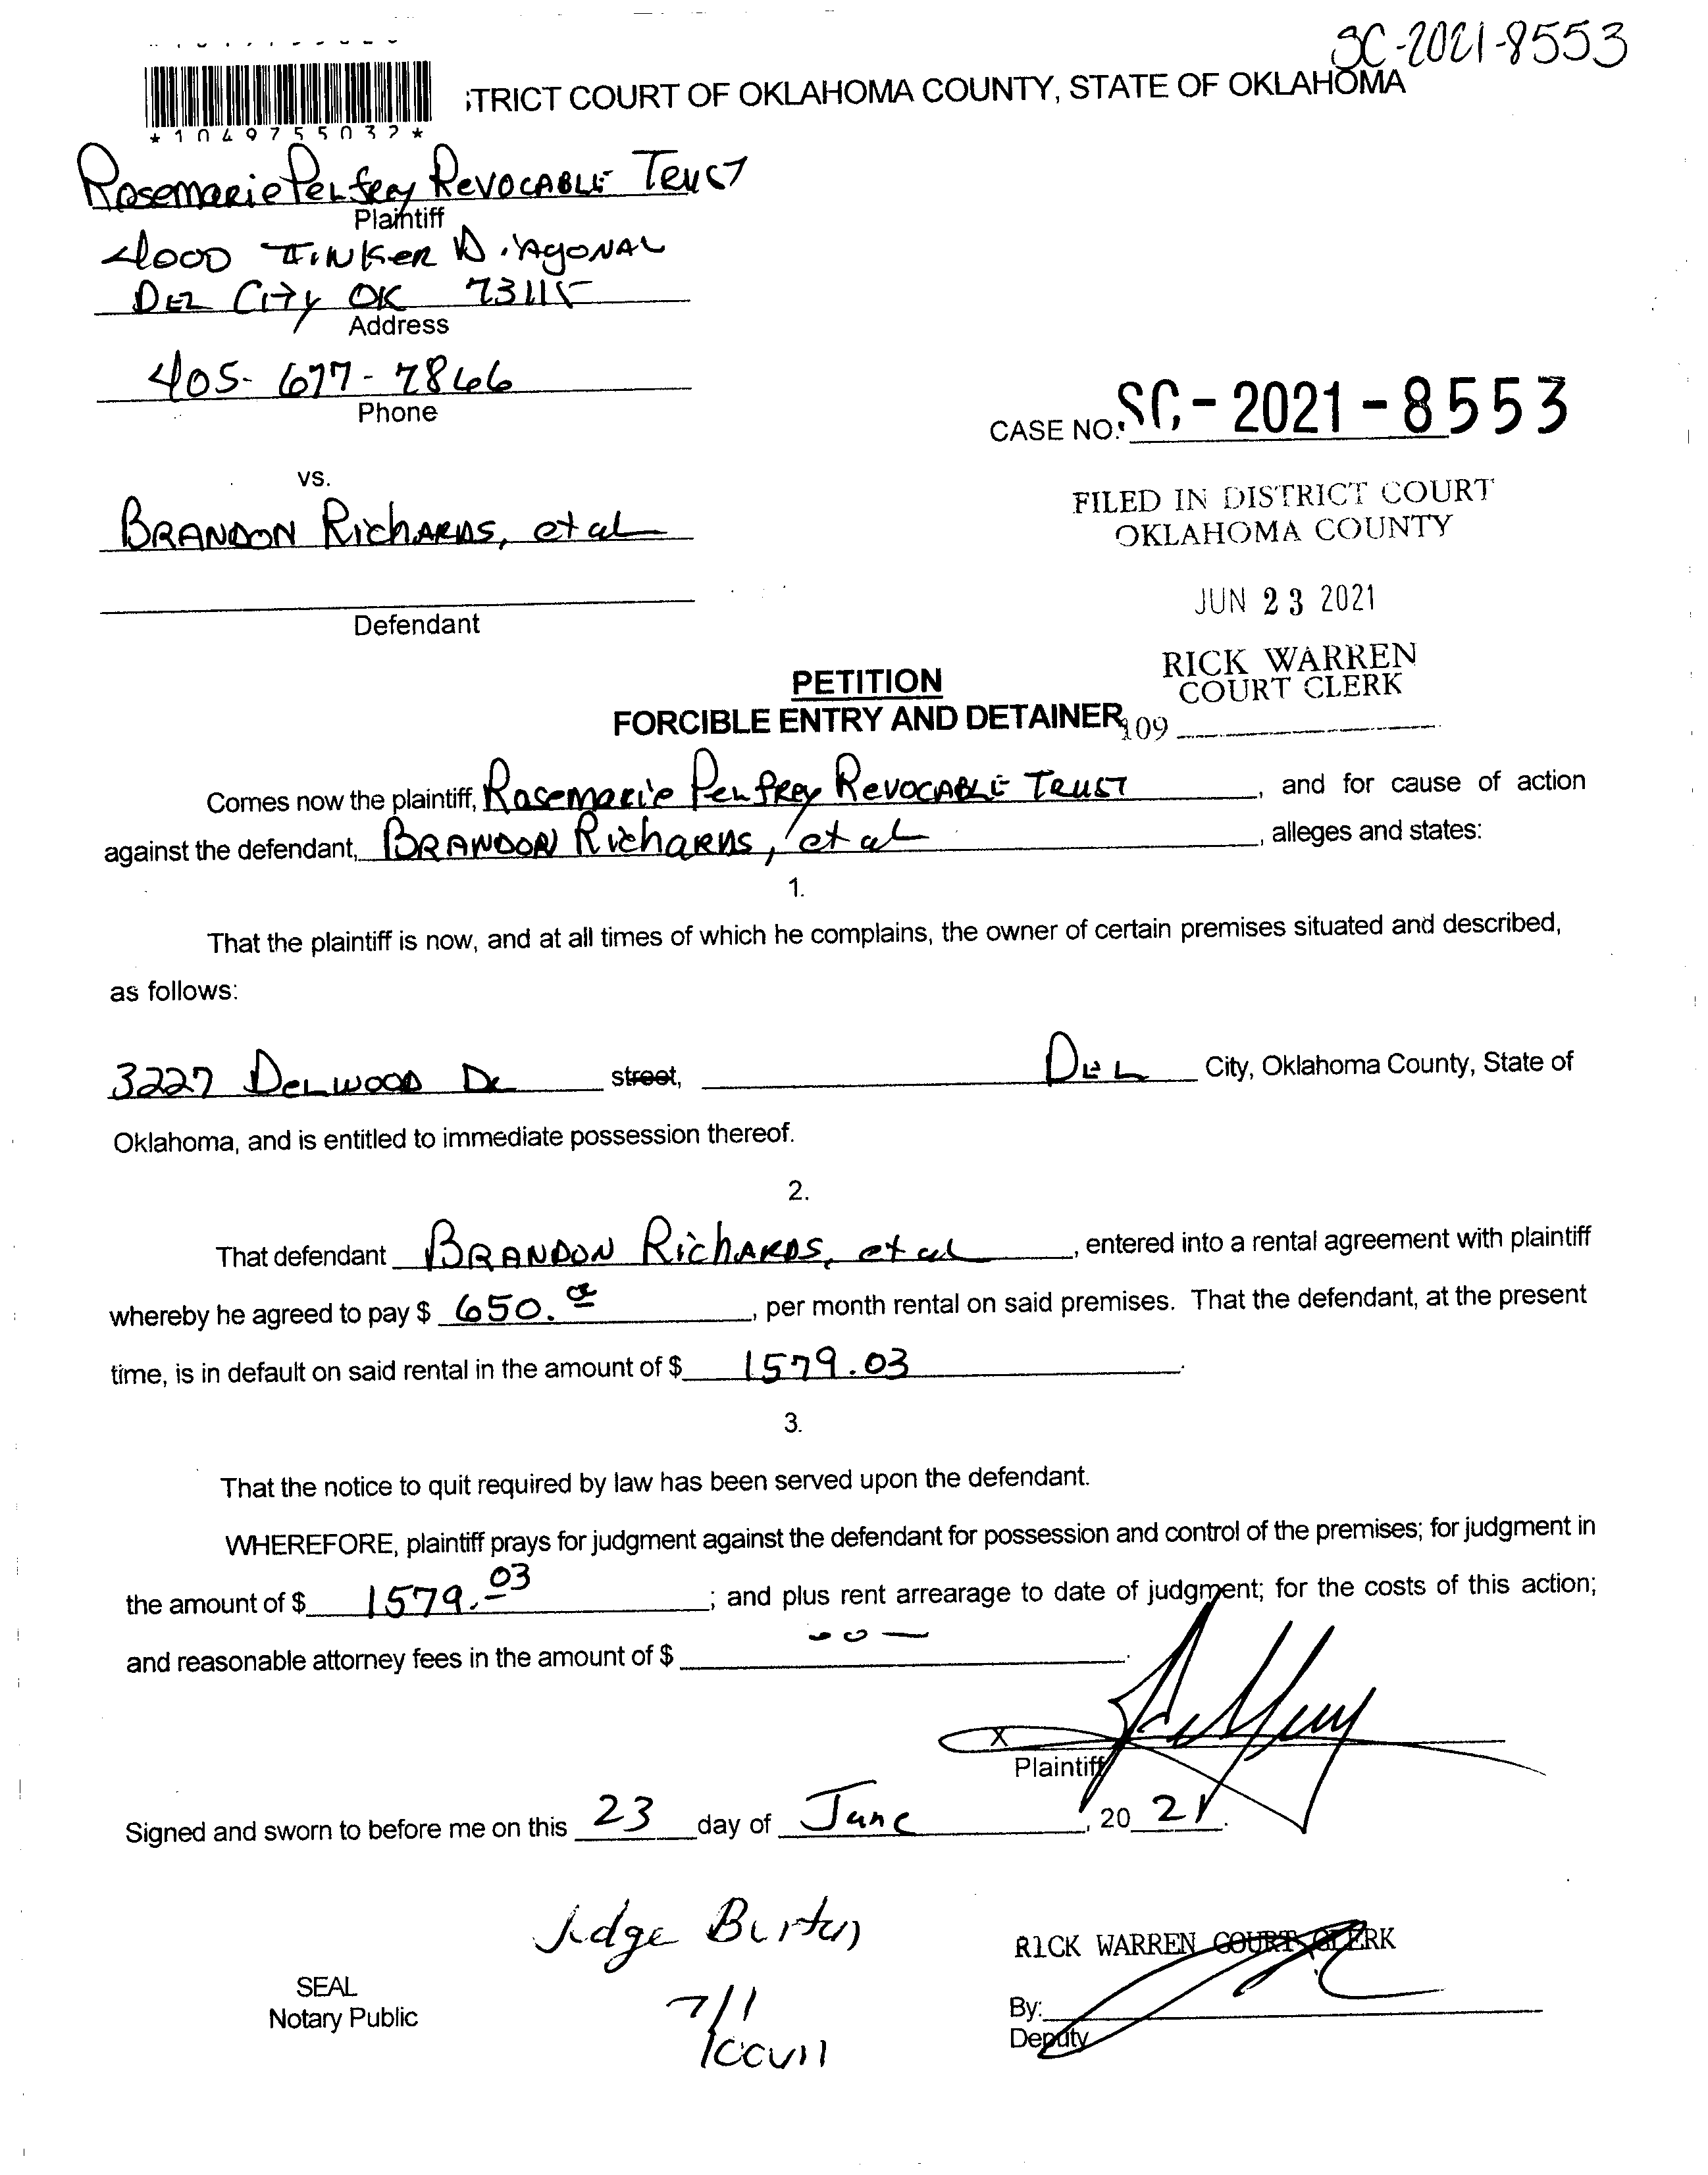 SC-2021-8553
TRICT COURT OF OKLAHOMA COUNTY, STATE OF OKLAHOMA
*1049755032*
Rosemarie Pelfrey Revocable Trust
Plaintiff
4000 Tinker Diagonal
Del City OK 73115
Address
405-677-7866
Phone
CASE NO. SC-2021-8553
vs.
Brandon Richards, et al
Defendant
FILED IN DISTRICT COURT
OKLAHOMA COUNTY
JUN 23 2021
RICK WARREN
COURT CLERK
109
PETITION
FORCIBLE ENTRY AND DETAINER
Comes now the plaintiff, Rosemarie Pelfrey Revocable Trust, and for cause of action
against the defendant, Brandon Richards, et al, alleges and states:
1.
That the plaintiff is now, and at all times of which he complains, the owner of certain premises situated and described,
as follows:
3227 Delwood Dr street, Del City, Oklahoma County, State of
Oklahoma, and is entitled to immediate possession thereof.
2.
That defendant Brandon Richards, et al, entered into a rental agreement with plaintiff
whereby he agreed to pay $ 650., per month rental on said premises. That the defendant, at the present
time, is in default on said rental in the amount of $ 1579.03.
3.
That the notice to quit required by law has been served upon the defendant.
WHEREFORE, plaintiff prays for judgment against the defendant for possession and control of the premises; for judgment in
the amount of $ 1579.03; and plus rent arrearage to date of judgment; for the costs of this action;
and reasonable attorney fees in the amount of $ -0-.
X
Plaintiff
Signed and sworn to before me on this 23 day of June, 2021.
Judge Burton
RICK WARREN COURT CLERK
SEAL
Notary Public
7/1
By:
Deputy